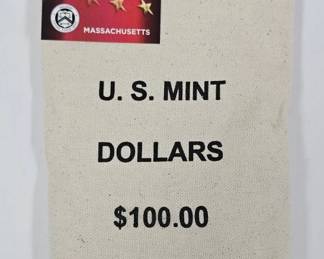 MASSACHUSETTS
U. S. MINT
DOLLARS
$100.00